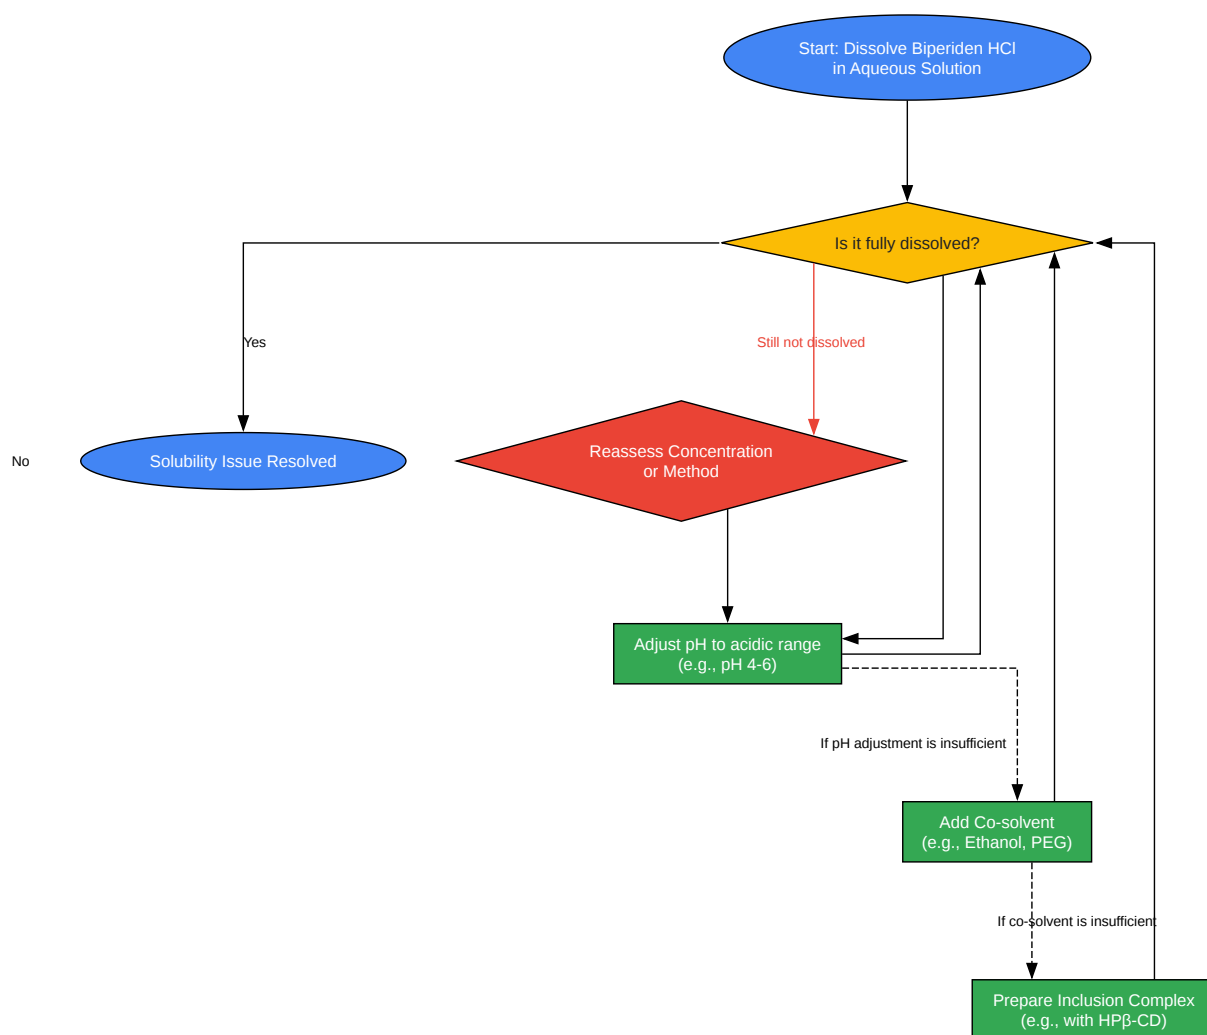 Start: Dissolve Biperiden HCl
in Aqueous Solution
Is it fully dissolved?
Yes
Still not dissolved
No
Solubility Issue Resolved
Reassess Concentration
or Method
Adjust pH to acidic range
(e.g., pH 4-6)
If pH adjustment is insufficient
Add Co-solvent
(e.g., Ethanol, PEG)
If co-solvent is insufficient
Prepare Inclusion Complex
(e.g., with HPβ-CD)